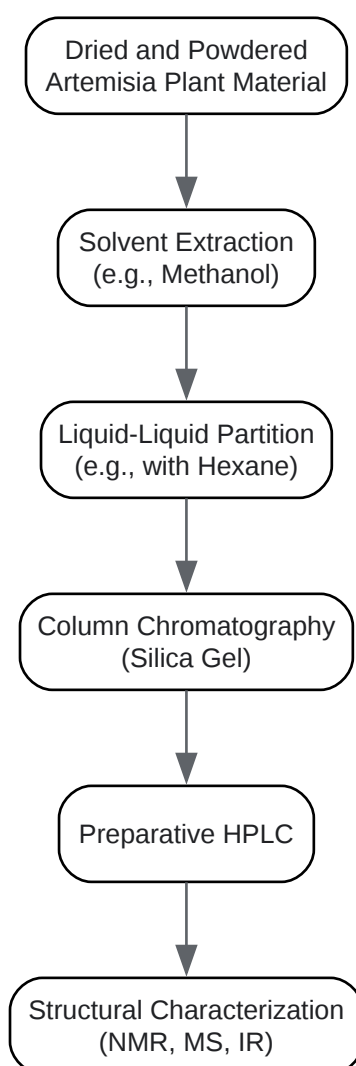 Dried and Powdered
Artemisia Plant Material
Solvent Extraction
(e.g., Methanol)
Liquid-Liquid Partition
(e.g., with Hexane)
Column Chromatography
(Silica Gel)
Preparative HPLC
Structural Characterization
(NMR, MS, IR)